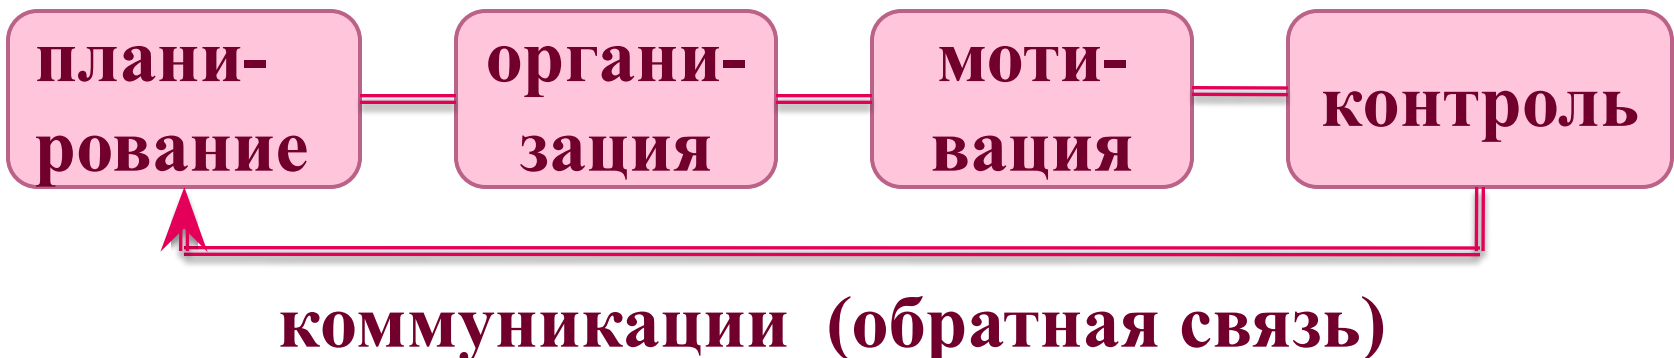 плани-
рование
органи-
зация
моти-
вация
контроль
коммуникации (обратная связь)